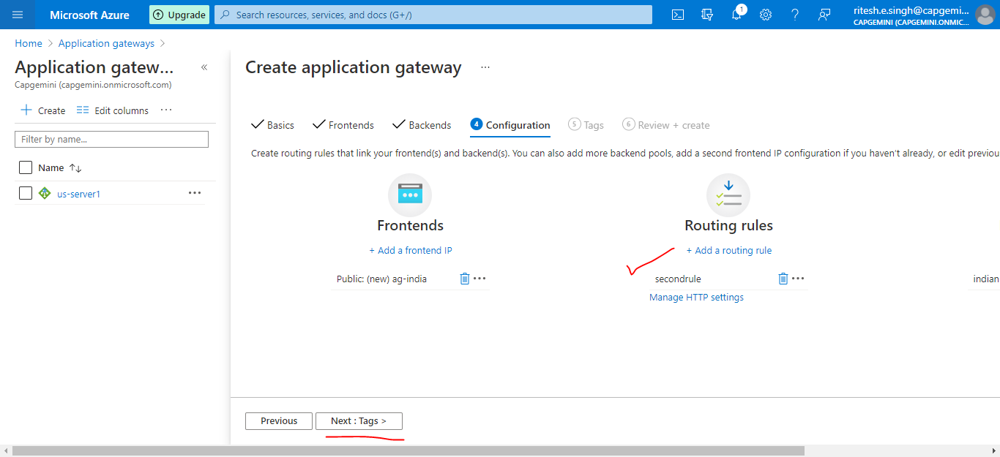 Microsoft Azure
Upgrade
Search resources, services, and docs (G+/)
1
ritesh.e.singh@capgemi...
CAPGEMINI (CAPGEMINI.ONMIC...
Home > Application gateways >
Application gatew...
Capgemini (capgemini.onmicrosoft.com)
+ Create
Edit columns
...
Filter by name...
Name ↑↓
us-server1
...
«
Create application gateway
...
Basics
Frontends
Backends
4 Configuration
5 Tags
6 Review + create
Create routing rules that link your frontend(s) and backend(s). You can also add more backend pools, add a second frontend IP configuration if you haven't already, or edit previou
Frontends
+ Add a frontend IP
Public: (new) ag-india
...
Routing rules
+ Add a routing rule
secondrule
...
Manage HTTP settings
indian
Previous
Next : Tags >